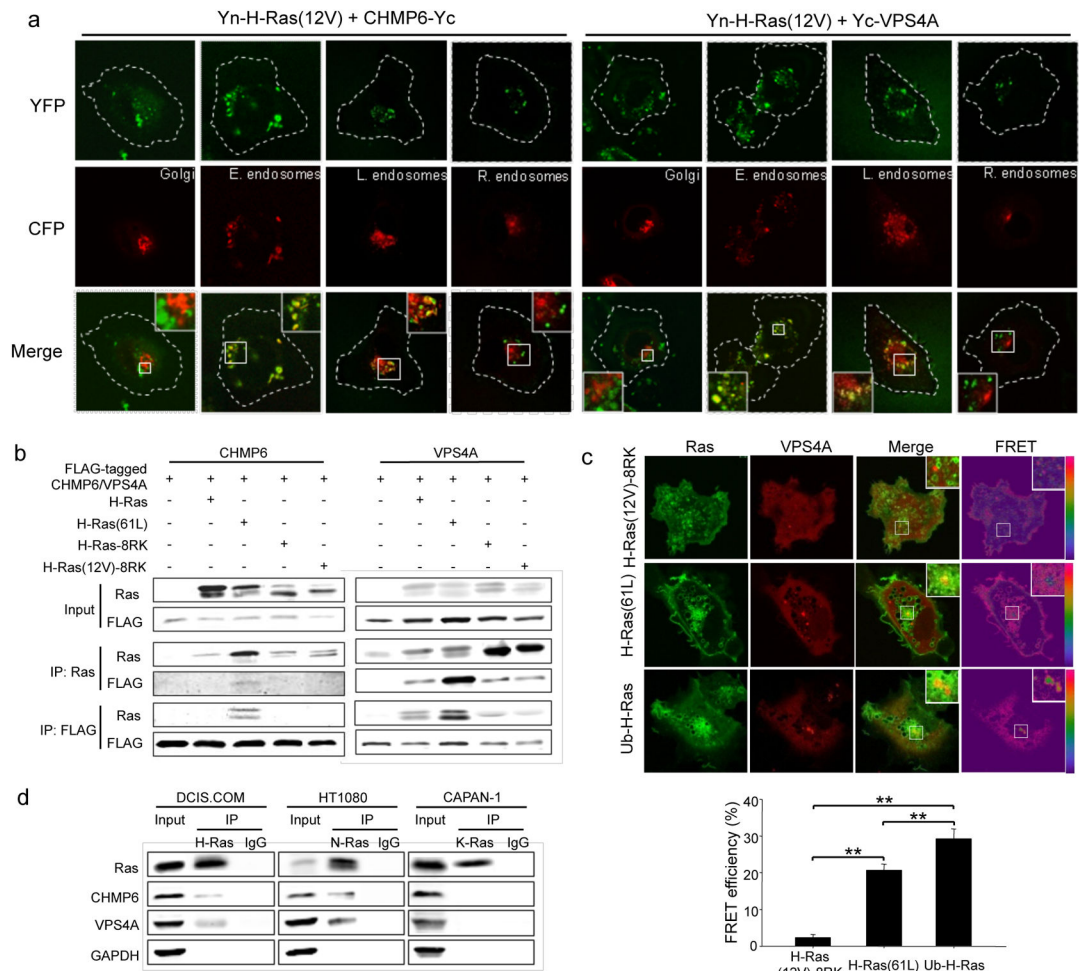 a
Yn-H-Ras(12V) + CHMP6-Yc
Yn-H-Ras(12V) + Yc-VPS4A
YFP
CFP
Golgi
E. endosomes
L. endosomes
R. endosomes
Golgi
E. endosomes
L. endosomes
R. endosomes
Merge
b
CHMP6
VPS4A
FLAG-tagged
CHMP6/VPS4A
+ + + + +
+ + + + +
H-Ras
- + - - -
- + - - -
H-Ras(61L)
- - + - -
- - + - -
H-Ras-8RK
- - - + -
- - - + -
H-Ras(12V)-8RK
- - - - +
- - - - +
Input
Ras
FLAG
IP: Ras
Ras
FLAG
IP: FLAG
Ras
FLAG
c
Ras
VPS4A
Merge
FRET
H-Ras(12V)-8RK
H-Ras(61L)
Ub-H-Ras
FRET efficiency (%)
40
30
20
10
0
**
**
**
H-Ras
(12V)-8RK
H-Ras(61L)
Ub-H-Ras
d
DCIS.COM
HT1080
CAPAN-1
Input IP
Input IP
Input IP
H-Ras IgG
N-Ras IgG
K-Ras IgG
Ras
CHMP6
VPS4A
GAPDH